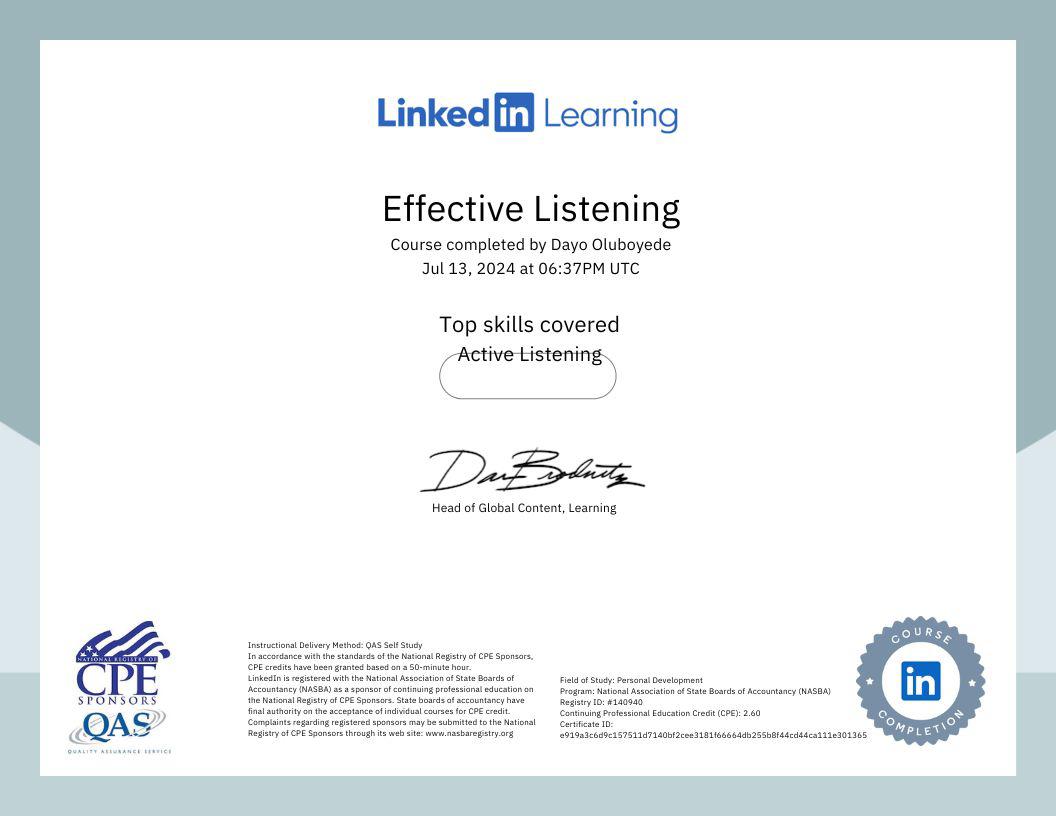 LinkedIn Learning
Effective Listening
Course completed by Dayo Oluboyede
Jul 13, 2024 at 06:37PM UTC
Top skills covered
Active Listening
Dan Brodnitz
Head of Global Content, Learning
NATIONAL REGISTRY OF
CPE
SPONSORS
QAS
QUALITY ASSURANCE SERVICE
Instructional Delivery Method: QAS Self Study
In accordance with the standards of the National Registry of CPE Sponsors,
CPE credits have been granted based on a 50-minute hour.
LinkedIn is registered with the National Association of State Boards of
Accountancy (NASBA) as a sponsor of continuing professional education on
the National Registry of CPE Sponsors. State boards of accountancy have
final authority on the acceptance of individual courses for CPE credit.
Complaints regarding registered sponsors may be submitted to the National
Registry of CPE Sponsors through its web site: www.nasbaregistry.org
Field of Study: Personal Development
Program: National Association of State Boards of Accountancy (NASBA)
Registry ID: #140940
Continuing Professional Education Credit (CPE): 2.60
Certificate ID:
e919a3c6d9c157511d7140bf2cee3181f66664db255b8f44cd44ca111e301365
COURSE
in
COMPLETION